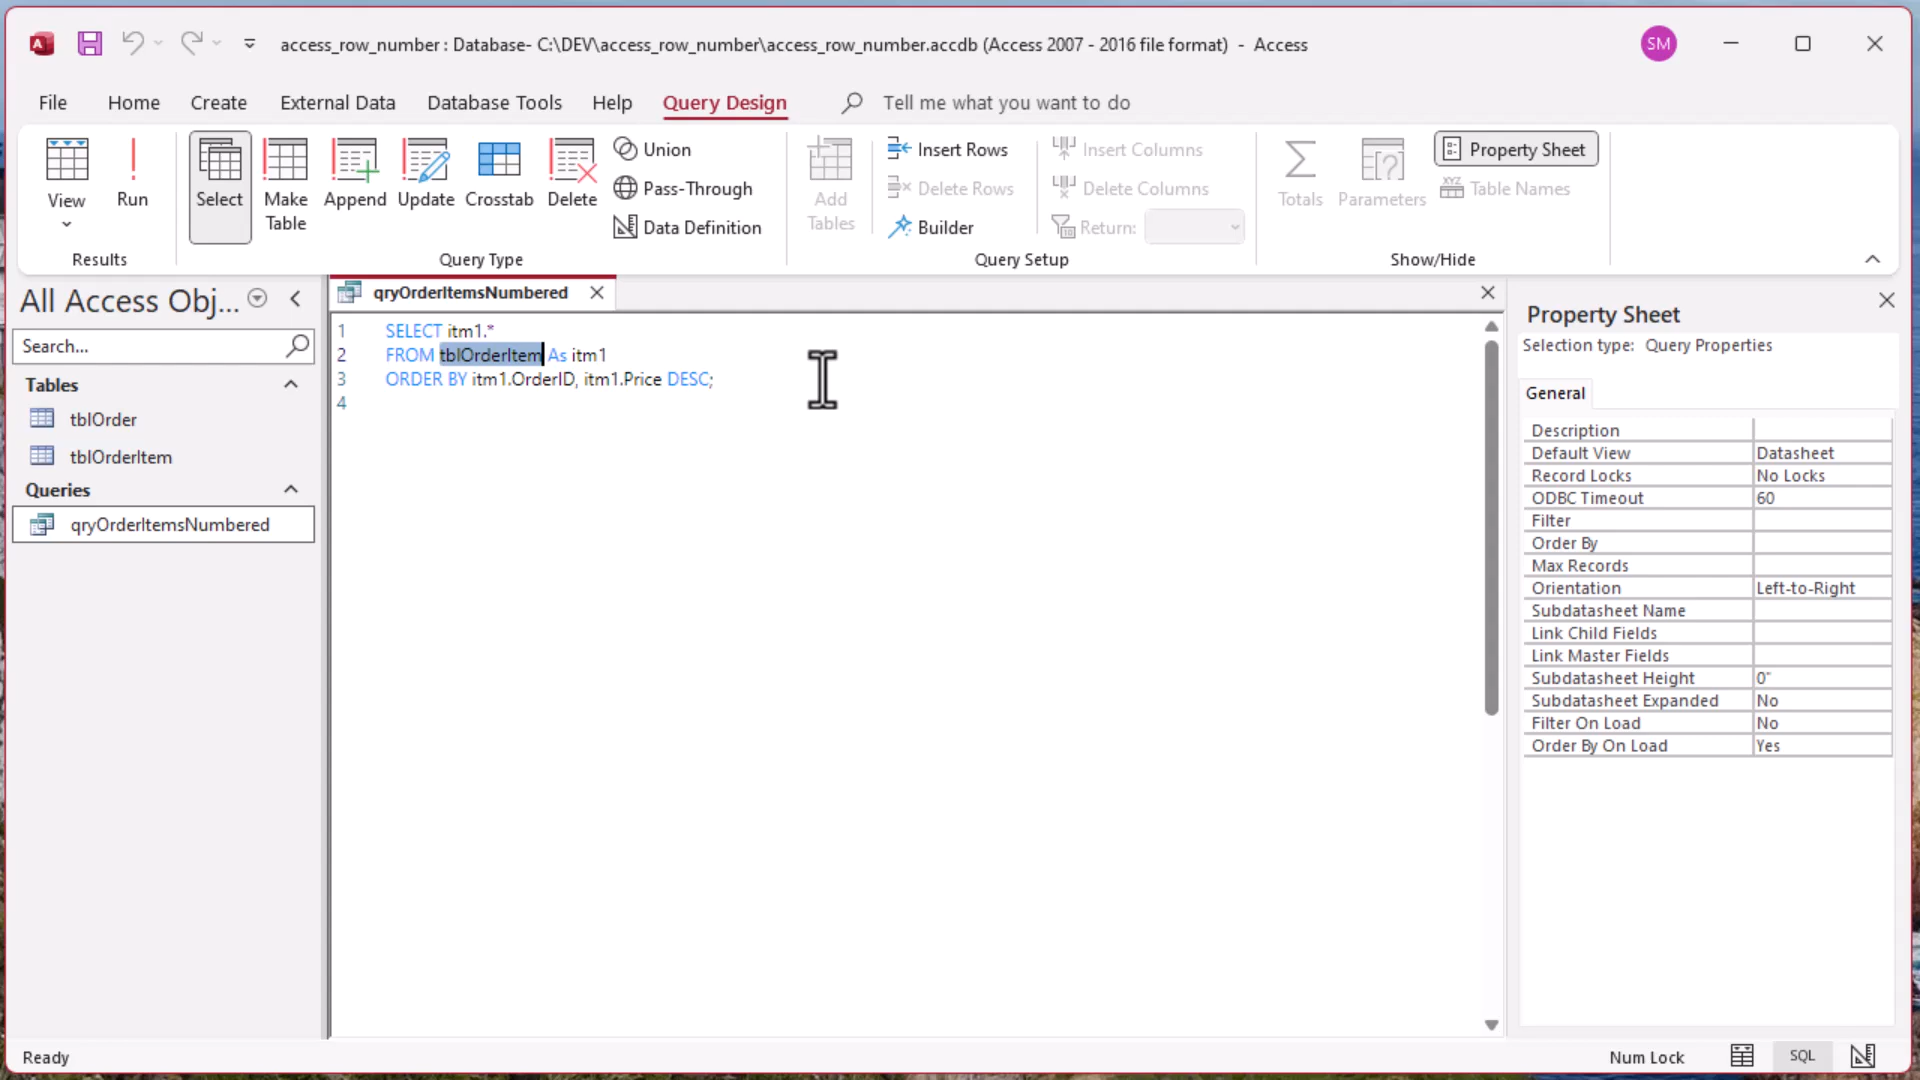 access_row_number : Database- C:\DEV\access_row_number\access_row_number.accdb (Access 2007 - 2016 file format) - Access
SM
File
Home
Create
External Data
Database Tools
Help
Query Design
Tell me what you want to do
View
Run
Results
Select
Make Table
Append
Update
Crosstab
Delete
Union
Pass-Through
Data Definition
Query Type
Add Tables
Insert Rows
Delete Rows
Builder
Insert Columns
Delete Columns
Return:
Query Setup
Totals
Parameters
Property Sheet
Table Names
Show/Hide
All Access Obj...
Search...
Tables
tblOrder
tblOrderItem
Queries
qryOrderItemsNumbered
qryOrderItemsNumbered
1 SELECT itm1.*
2 FROM tblOrderItem As itm1
3 ORDER BY itm1.OrderID, itm1.Price DESC;
4
Property Sheet
Selection type: Query Properties
General
Description
Default View Datasheet
Record Locks No Locks
ODBC Timeout 60
Filter
Order By
Max Records
Orientation Left-to-Right
Subdatasheet Name
Link Child Fields
Link Master Fields
Subdatasheet Height 0"
Subdatasheet Expanded No
Filter On Load No
Order By On Load Yes
Ready
Num Lock
SQL